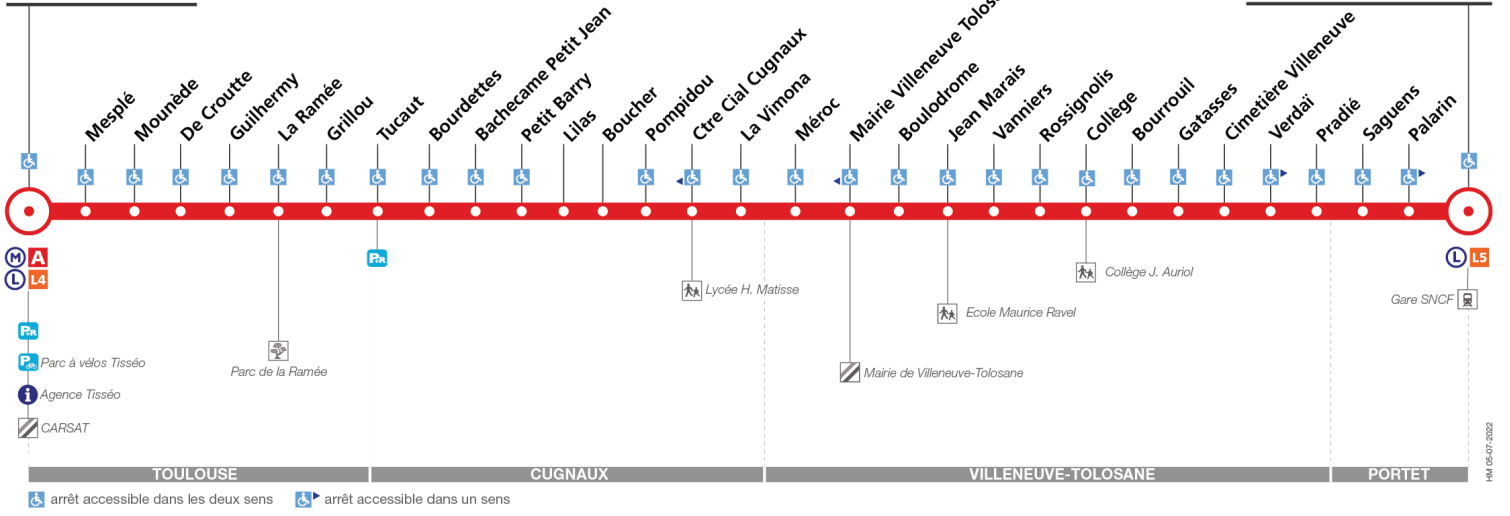 Mesplé
Mounède
De Croutte
Guilhermy
La Ramée
Grillou
Tucaut
Bourdettes
Bachecame Petit Jean
Petit Barry
Lilas
Boucher
Pompidou
Ctre Cial Cugnaux
La Vimona
Méroc
Mairie Villeneuve
Boulodrome
Jean Marais
Vanniers
Rossignolis
Collège
Bourrouil
Gatasses
Cimetière Villeneuve
Verdaï
Pradié
Saguens
Palarin
M A
L L4
P+R
P Parc à vélos Tisséo
i Agence Tisséo
CARSAT
Parc de la Ramée
P+R
Lycée H. Matisse
Mairie de Villeneuve-Tolosane
Ecole Maurice Ravel
Collège J. Auriol
L L5
Gare SNCF
TOULOUSE
CUGNAUX
VILLENEUVE-TOLOSANE
PORTET
arrêt accessible dans les deux sens
arrêt accessible dans un sens
HM 05-07-2022